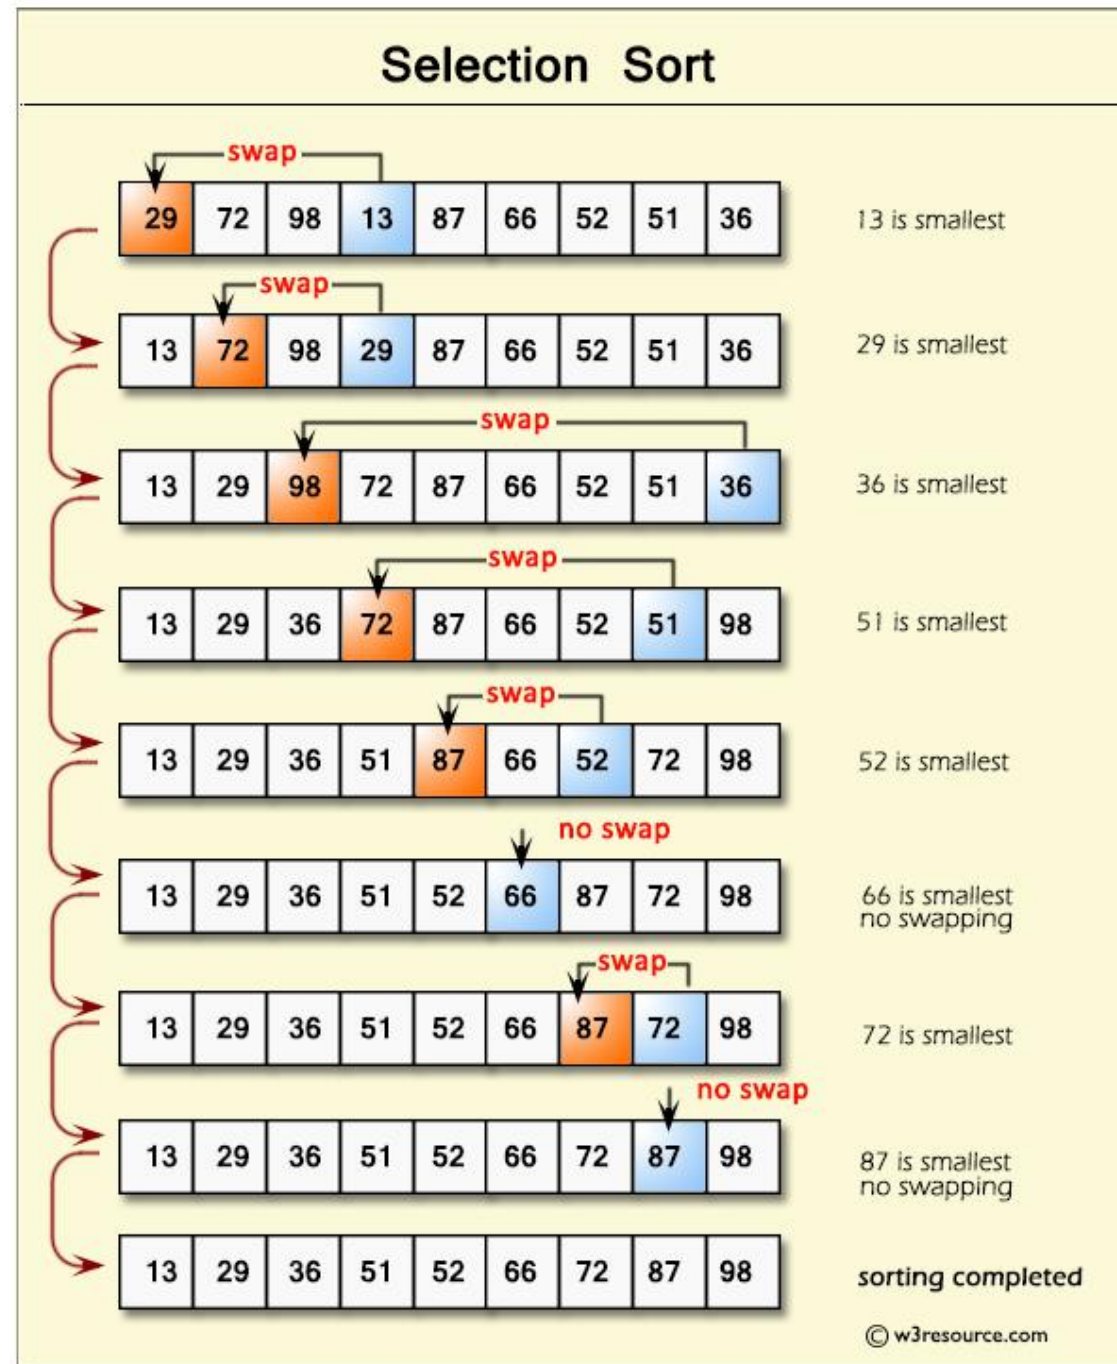 Selection Sort
swap
29 72 98 13 87 66 52 51 36
13 is smallest
swap
13 72 98 29 87 66 52 51 36
29 is smallest
swap
13 29 98 72 87 66 52 51 36
36 is smallest
swap
13 29 36 72 87 66 52 51 98
51 is smallest
swap
13 29 36 51 87 66 52 72 98
52 is smallest
no swap
13 29 36 51 52 66 87 72 98
66 is smallest
no swapping
swap
13 29 36 51 52 66 87 72 98
72 is smallest
no swap
13 29 36 51 52 66 72 87 98
87 is smallest
no swapping
13 29 36 51 52 66 72 87 98
sorting completed
© w3resource.com